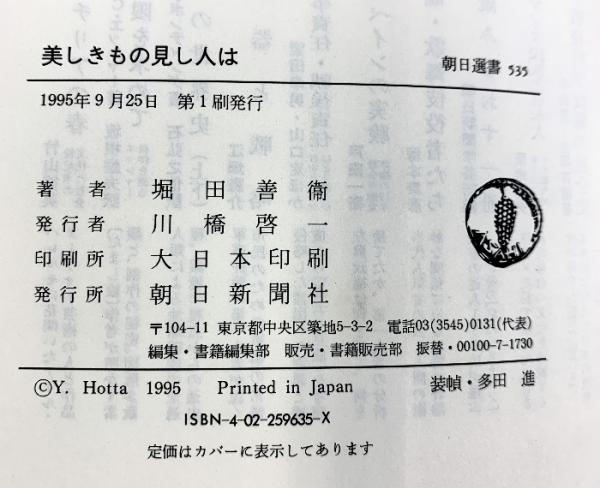 美しきもの見し人は
朝日選書 535
1995年9月25日 第1刷発行
著者 堀田善衞
発行者 川橋啓一
印刷所 大日本印刷
発行所 朝日新聞社
〒104-11 東京都中央区築地5-3-2 電話03(3545)0131(代表)
編集・書籍編集部 販売・書籍販売部 振替・00100-7-1730
©Y. Hotta 1995 Printed in Japan 装幀・多田 進
ISBN4-02-259635-X
定価はカバーに表示してあります